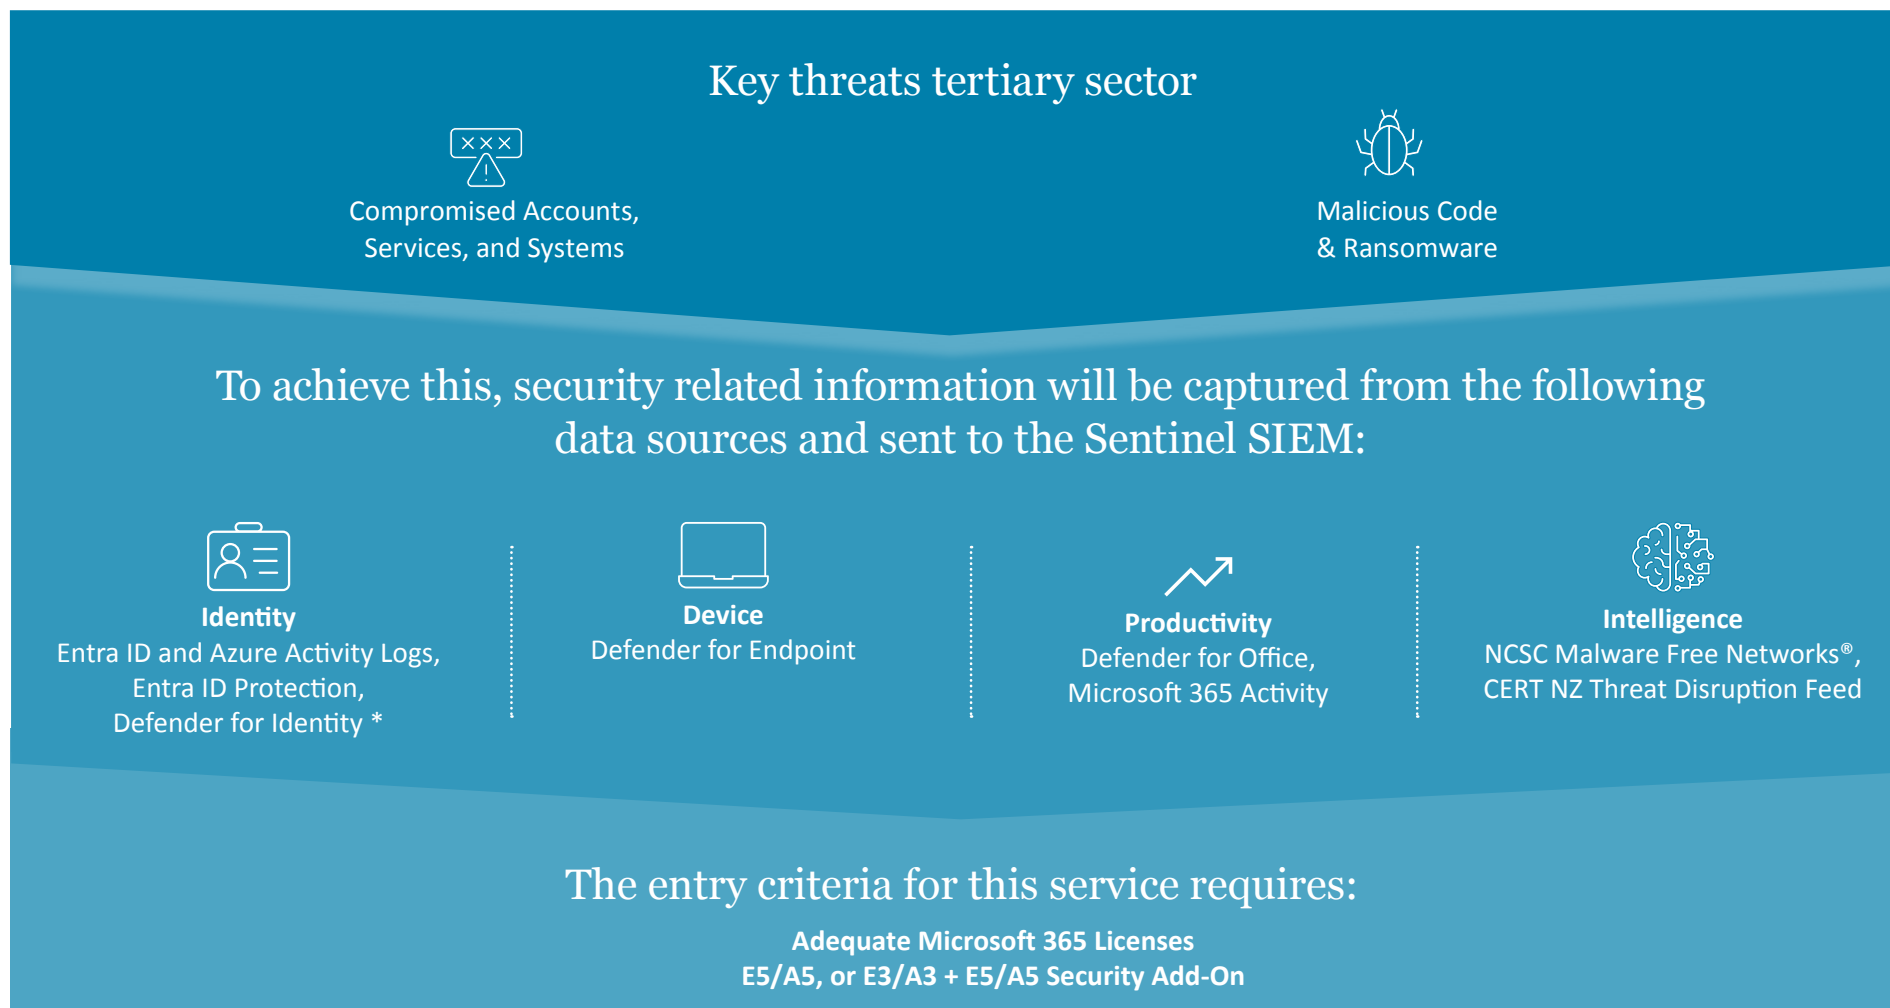 Key threats tertiary sector
×××
!
Compromised Accounts,
Services, and Systems
Malicious Code
& Ransomware
To achieve this, security related information will be captured from the following
data sources and sent to the Sentinel SIEM:
Identity
Entra ID and Azure Activity Logs,
Entra ID Protection,
Defender for Identity *
Device
Defender for Endpoint
Productivity
Defender for Office,
Microsoft 365 Activity
Intelligence
NCSC Malware Free Networks®,
CERT NZ Threat Disruption Feed
The entry criteria for this service requires:
Adequate Microsoft 365 Licenses
E5/A5, or E3/A3 + E5/A5 Security Add-On